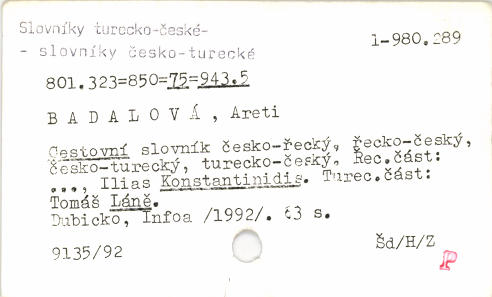 Slovníky turecko-české-
- slovníky česko-turecké
1-980.289
801.323=850=75=943.5
B A D A L O V Á , Areti
Cestovní slovník česko-řecký, řecko-český,
česko-turecký, turecko-český. Řec.část:
..., Ilias Konstantinidis. Turec.část:
Tomáš Láně.
Dubicko, Infoa /1992/. 63 s.
9135/92
Šd/H/Z
P